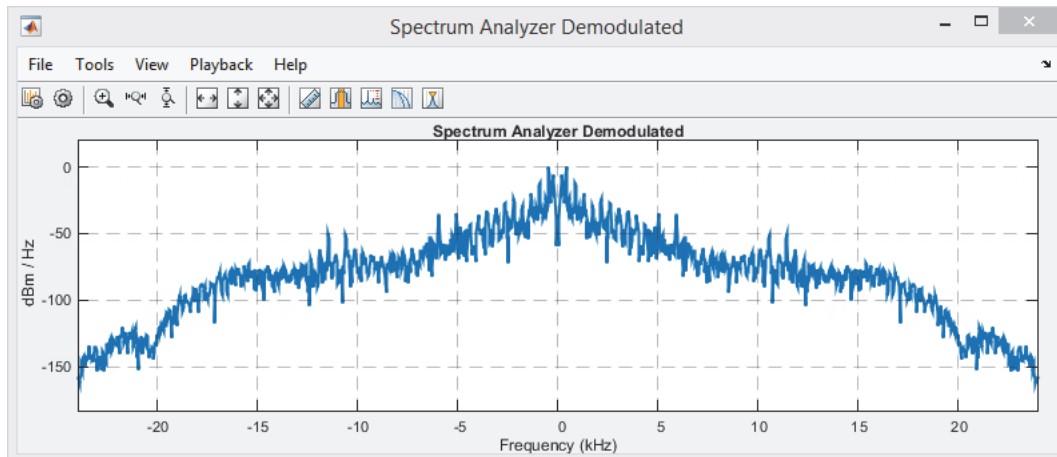 Spectrum Analyzer Demodulated
File Tools View Playback Help
Spectrum Analyzer Demodulated
0
-50
-100
-150
dBm / Hz
-20 -15 -10 -5 0 5 10 15 20
Frequency (kHz)